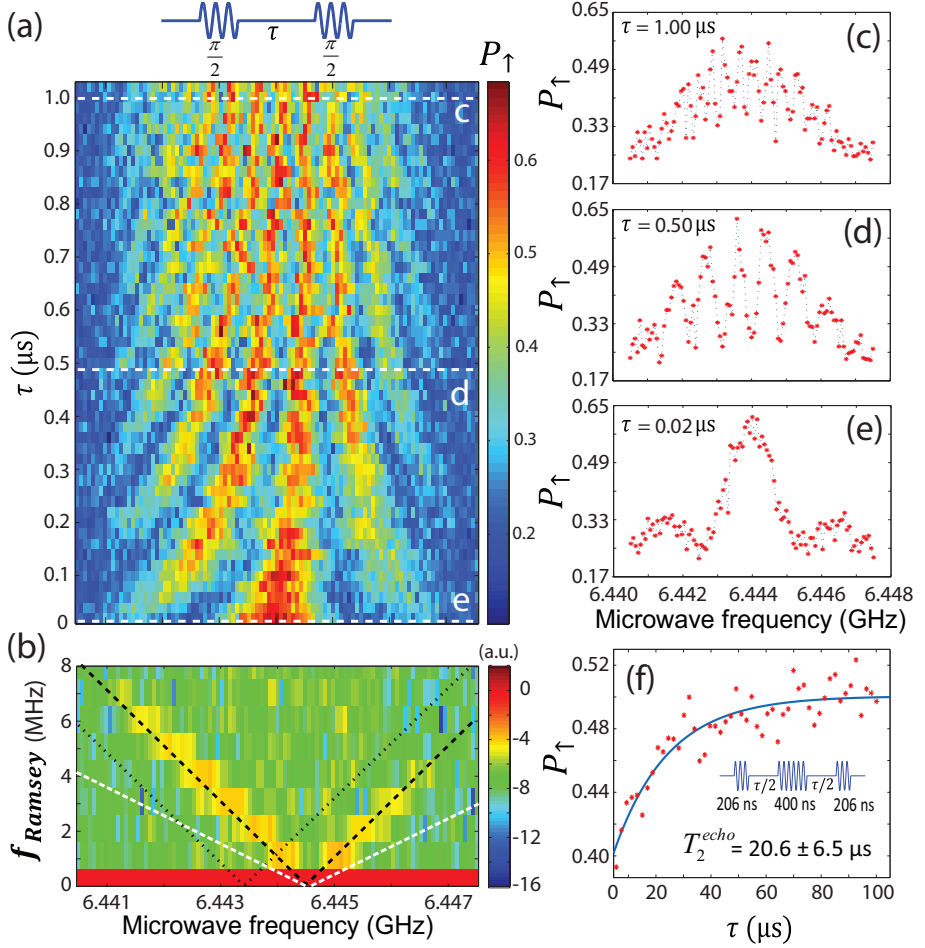 (a)
τ
π/2
π/2
P↑
1.0
0.9
0.8
0.7
0.6
0.5
0.4
0.3
0.2
0.1
0
τ (μs)
c
d
e
0.6
0.5
0.4
0.3
0.2
(b)
(a.u.)
8
6
4
2
0
f Ramsey (MHz)
6.441
6.443
6.445
6.447
Microwave frequency (GHz)
0
-4
-8
-12
-16
τ = 1.00 μs
(c)
0.65
0.49
0.33
0.17
P↑
τ = 0.50 μs
(d)
0.65
0.49
0.33
0.17
P↑
τ = 0.02 μs
(e)
0.65
0.49
0.33
0.17
P↑
6.440
6.442
6.444
6.446
6.448
Microwave frequency (GHz)
(f)
0.52
0.48
0.44
0.40
P↑
τ/2
τ/2
206 ns
400 ns
206 ns
T₂ᵉᶜʰᵒ = 20.6 ± 6.5 μs
0
20
40
60
80
100
τ (μs)